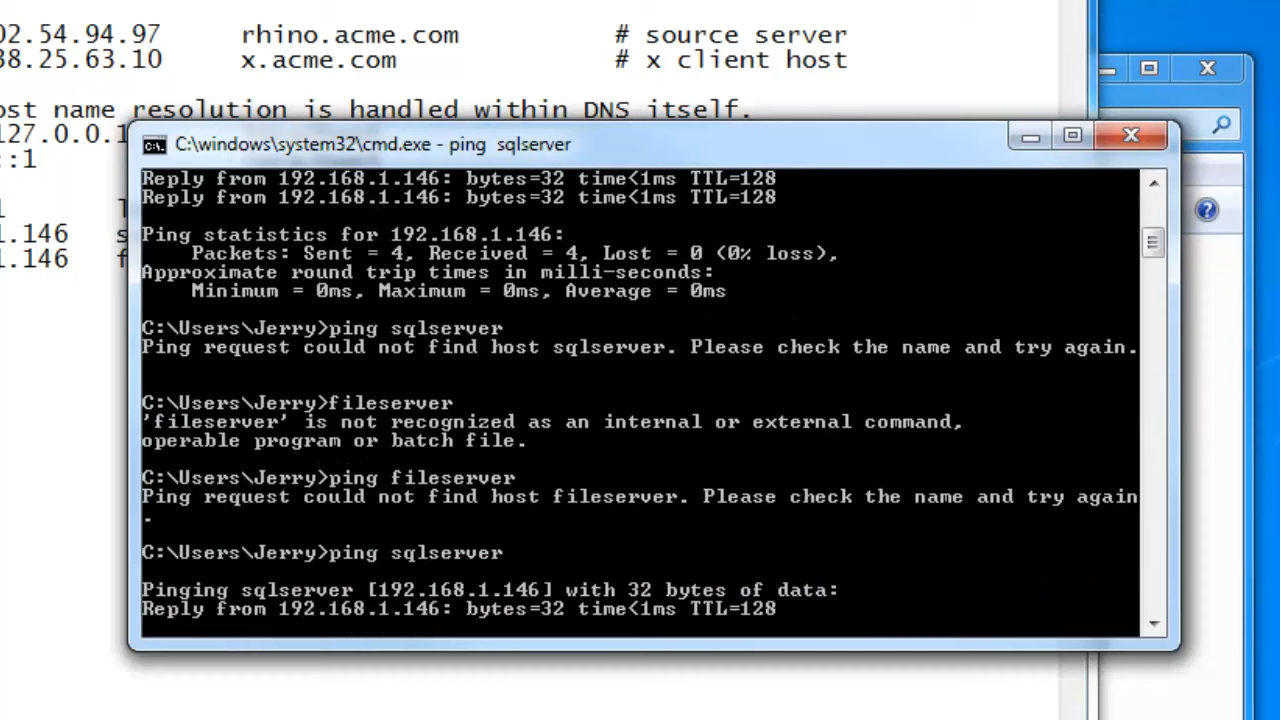 02.54.94.97 rhino.acme.com # source server
38.25.63.10 x.acme.com # x client host
ost name resolution is handled within DNS itself.
127.0.0.1
::1
1.146 s
1.146 f
C:\windows\system32\cmd.exe - ping sqlserver
Reply from 192.168.1.146: bytes=32 time<1ms TTL=128
Reply from 192.168.1.146: bytes=32 time<1ms TTL=128
Ping statistics for 192.168.1.146:
Packets: Sent = 4, Received = 4, Lost = 0 (0% loss),
Approximate round trip times in milli-seconds:
Minimum = 0ms, Maximum = 0ms, Average = 0ms
C:\Users\Jerry>ping sqlserver
Ping request could not find host sqlserver. Please check the name and try again.
C:\Users\Jerry>fileserver
'fileserver' is not recognized as an internal or external command,
operable program or batch file.
C:\Users\Jerry>ping fileserver
Ping request could not find host fileserver. Please check the name and try again
.
C:\Users\Jerry>ping sqlserver
Pinging sqlserver [192.168.1.146] with 32 bytes of data:
Reply from 192.168.1.146: bytes=32 time<1ms TTL=128